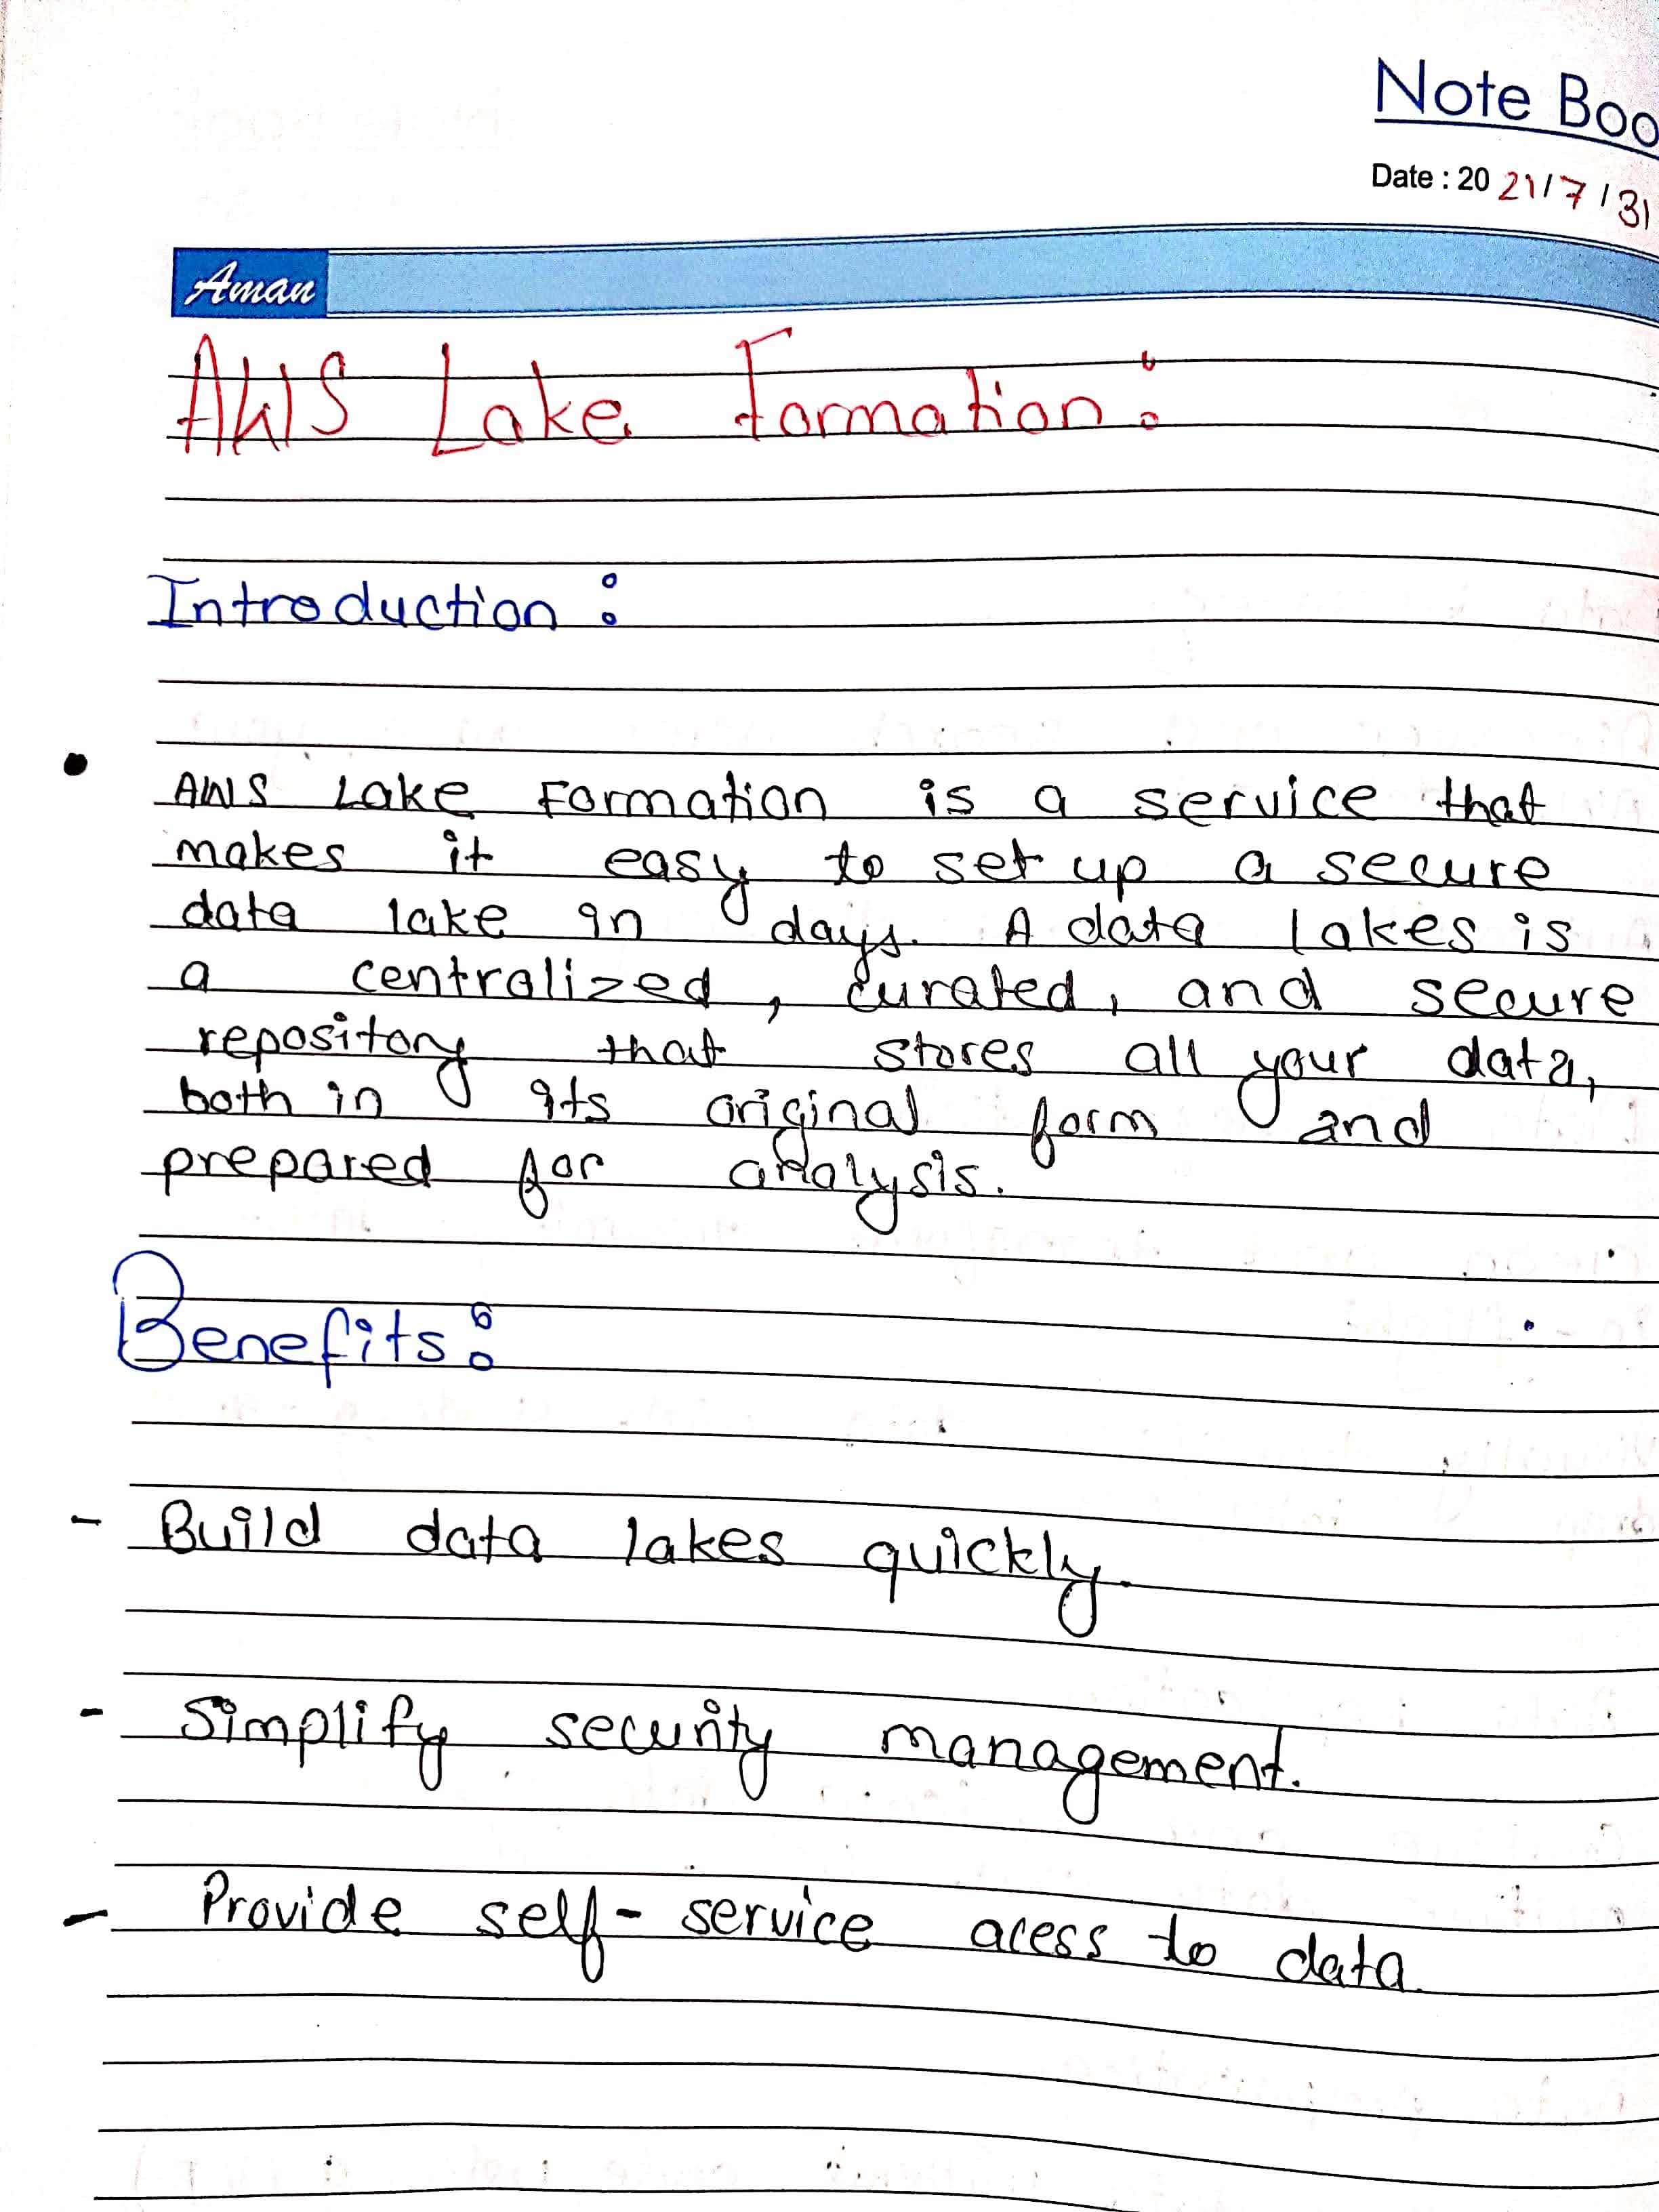 Note Boo
Date : 20 21/7/31
Aman
AWS Lake Formation:
Introduction:
• AWS Lake Formation is a service that
makes it easy to set up a secure
data lake in days. A data lakes is
a centralized, curated, and secure
repository that stores all your data,
both in its original form and
prepared for analysis.
Benefits:
- Build data lakes quickly.
- Simplify security management.
- Provide self-service acess to data.